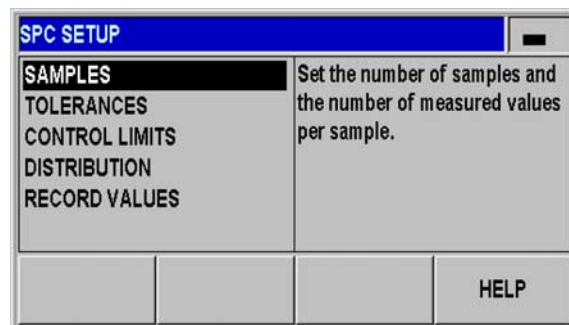 SPC SETUP
SAMPLES
TOLERANCES
CONTROL LIMITS
DISTRIBUTION
RECORD VALUES
Set the number of samples and
the number of measured values
per sample.
HELP